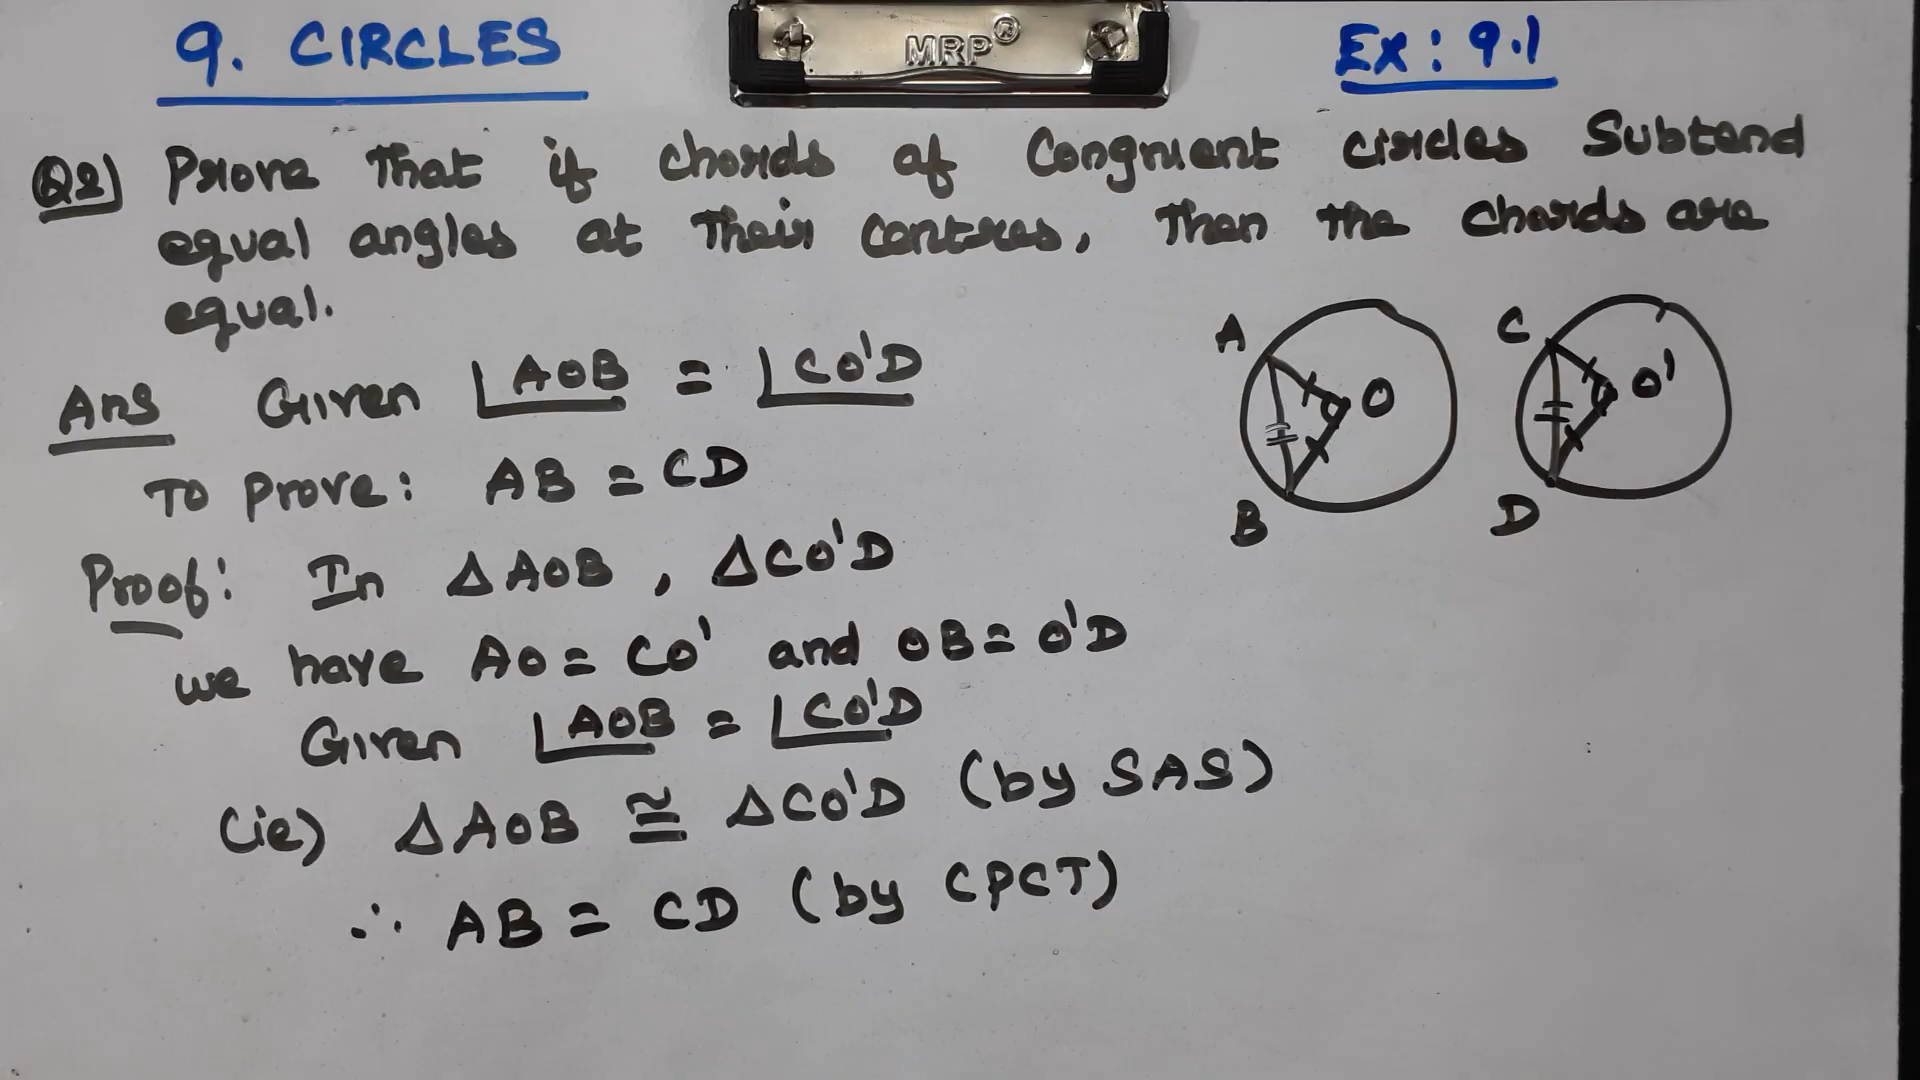 9. CIRCLES
MRP®
Ex: 9.1
Q2) Prove that if chords of Congruent circles Subtend
equal angles at their centres, then the chords are
equal.
Ans Given ∠AOB = ∠CO'D
To prove: AB = CD
Proof: In ΔAOB, ΔCO'D
we have AO = CO' and OB = O'D
Given ∠AOB = ∠CO'D
(ie) ΔAOB ≅ ΔCO'D (by SAS)
∴ AB = CD (by CPCT)
A
O
B
C
O'
D